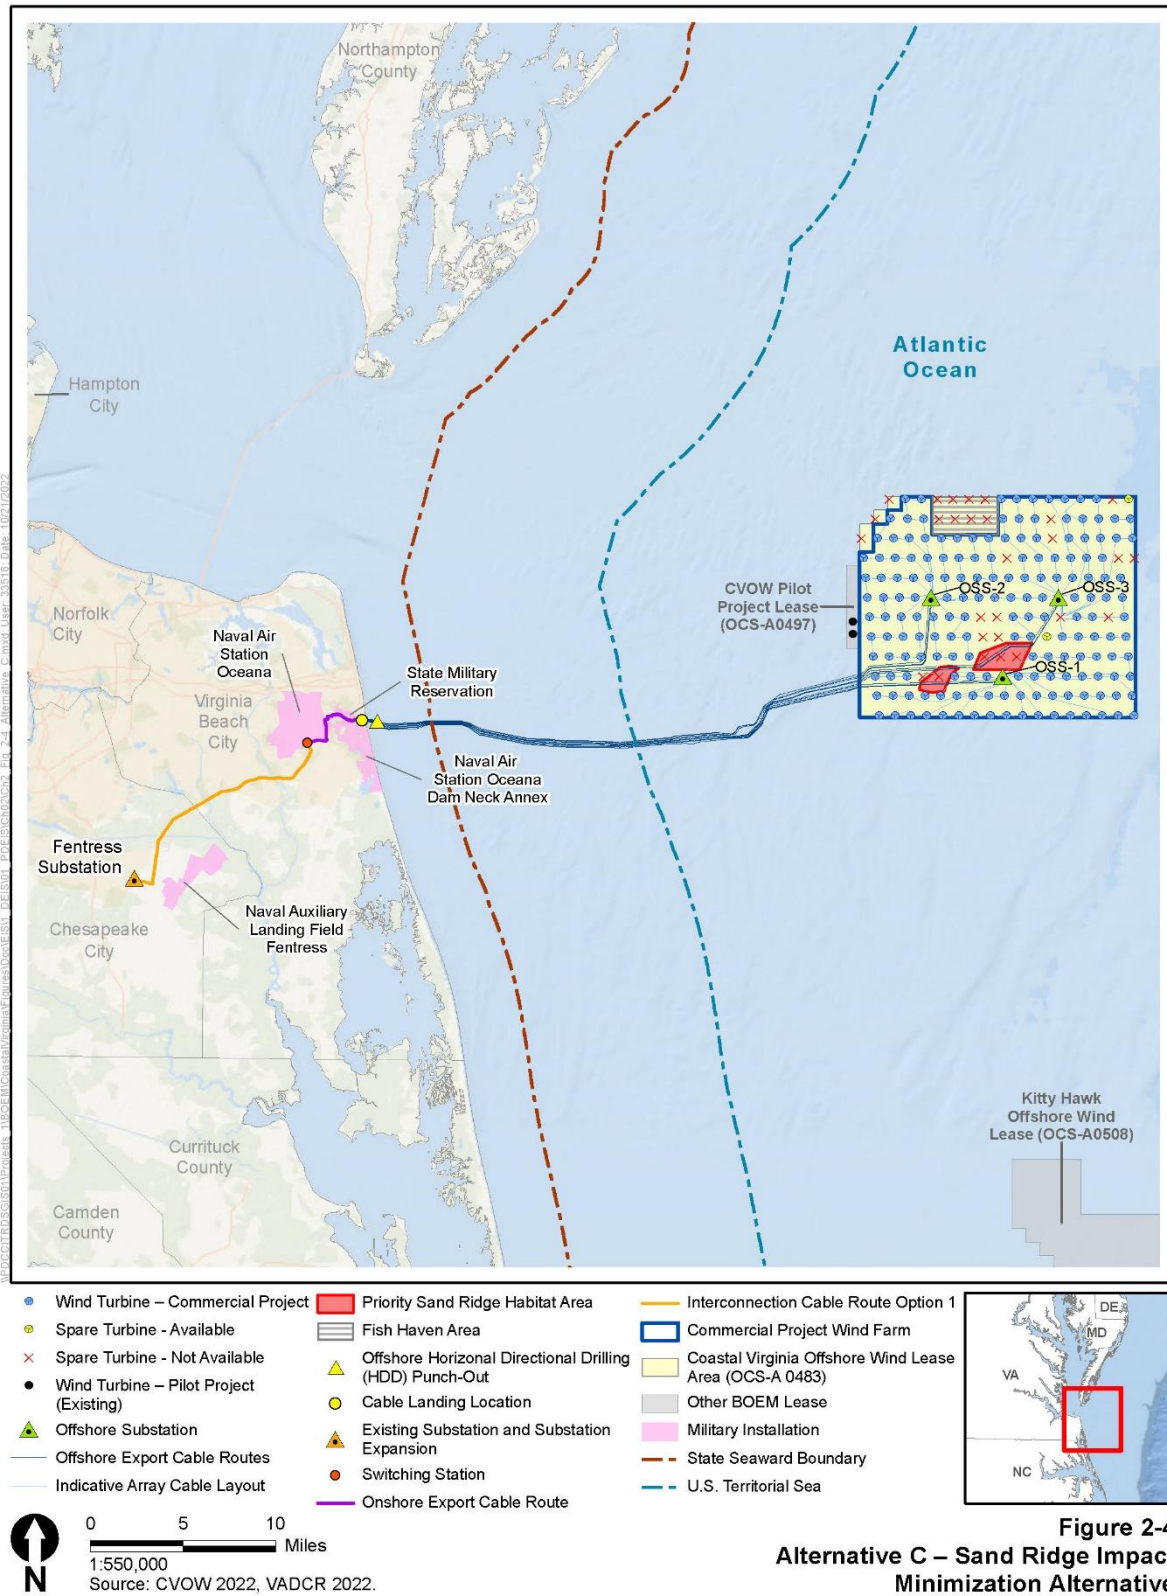 Northampton
County
Atlantic
Ocean
Hampton
City
CVOW Pilot
Project Lease
(OCS-A0497)
OSS-2
OSS-3
OSS-1
Norfolk
City
Naval Air
Station
Oceana
State Military
Reservation
Virginia
Beach
City
Naval Air
Station Oceana
Dam Neck Annex
Fentress
Substation
Naval Auxiliary
Landing Field
Fentress
Chesapeake
City
Kitty Hawk
Offshore Wind
Lease (OCS-A0508)
Currituck
County
Camden
County
Wind Turbine – Commercial Project
Spare Turbine - Available
Spare Turbine - Not Available
Wind Turbine – Pilot Project
(Existing)
Offshore Substation
Offshore Export Cable Routes
Indicative Array Cable Layout
Priority Sand Ridge Habitat Area
Fish Haven Area
Offshore Horizonal Directional Drilling
(HDD) Punch-Out
Cable Landing Location
Existing Substation and Substation
Expansion
Switching Station
Onshore Export Cable Route
Interconnection Cable Route Option 1
Commercial Project Wind Farm
Coastal Virginia Offshore Wind Lease
Area (OCS-A 0483)
Other BOEM Lease
Military Installation
State Seaward Boundary
U.S. Territorial Sea
DE
MD
VA
NC
N
0 5 10
Miles
1:550,000
Source: CVOW 2022, VADCR 2022.
Figure 2-4
Alternative C – Sand Ridge Impac
Minimization Alternative